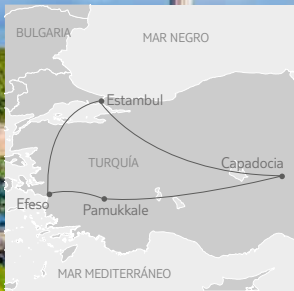 BULGARIA
MAR NEGRO
Estambul
TURQUÍA
Capadocia
Efeso
Pamukkale
MAR MEDITERRÁNEO